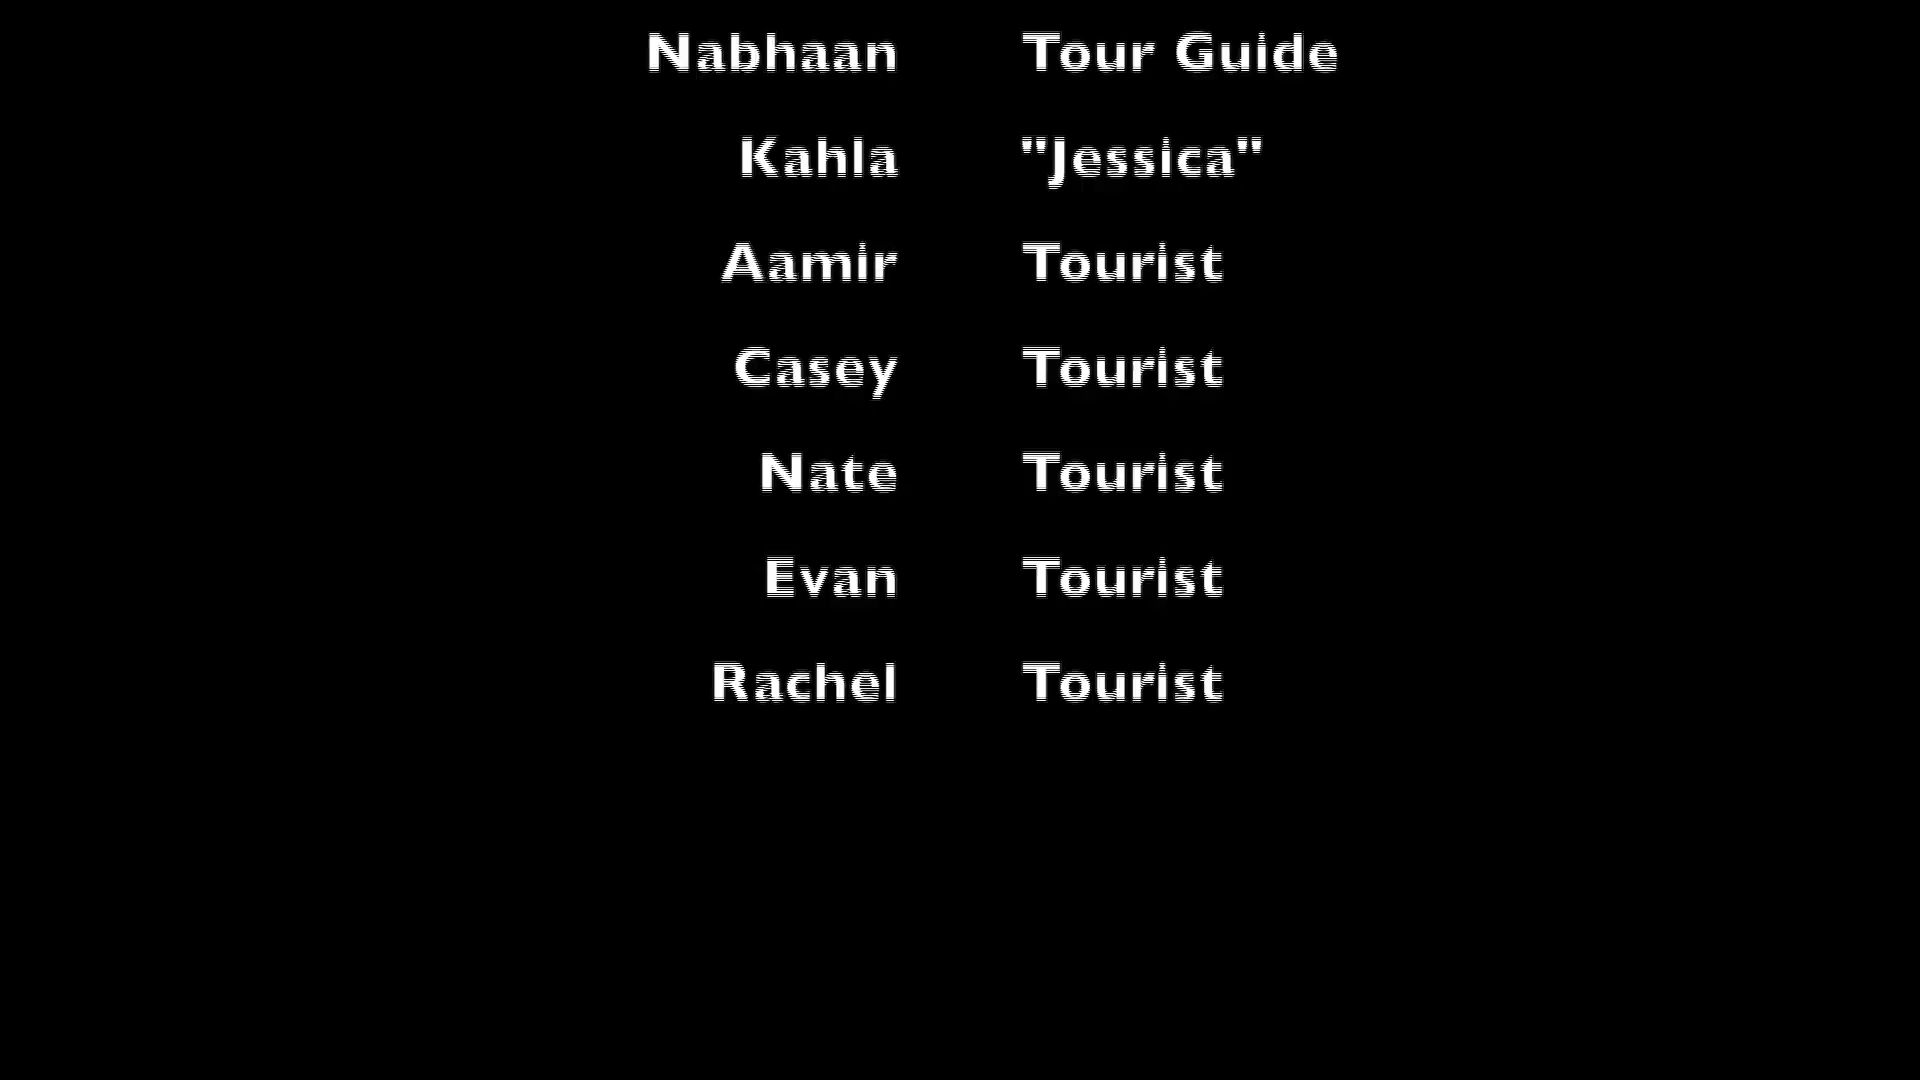 Nabhaan Tour Guide
Kahla "Jessica"
Aamir Tourist
Casey Tourist
Nate Tourist
Evan Tourist
Rachel Tourist